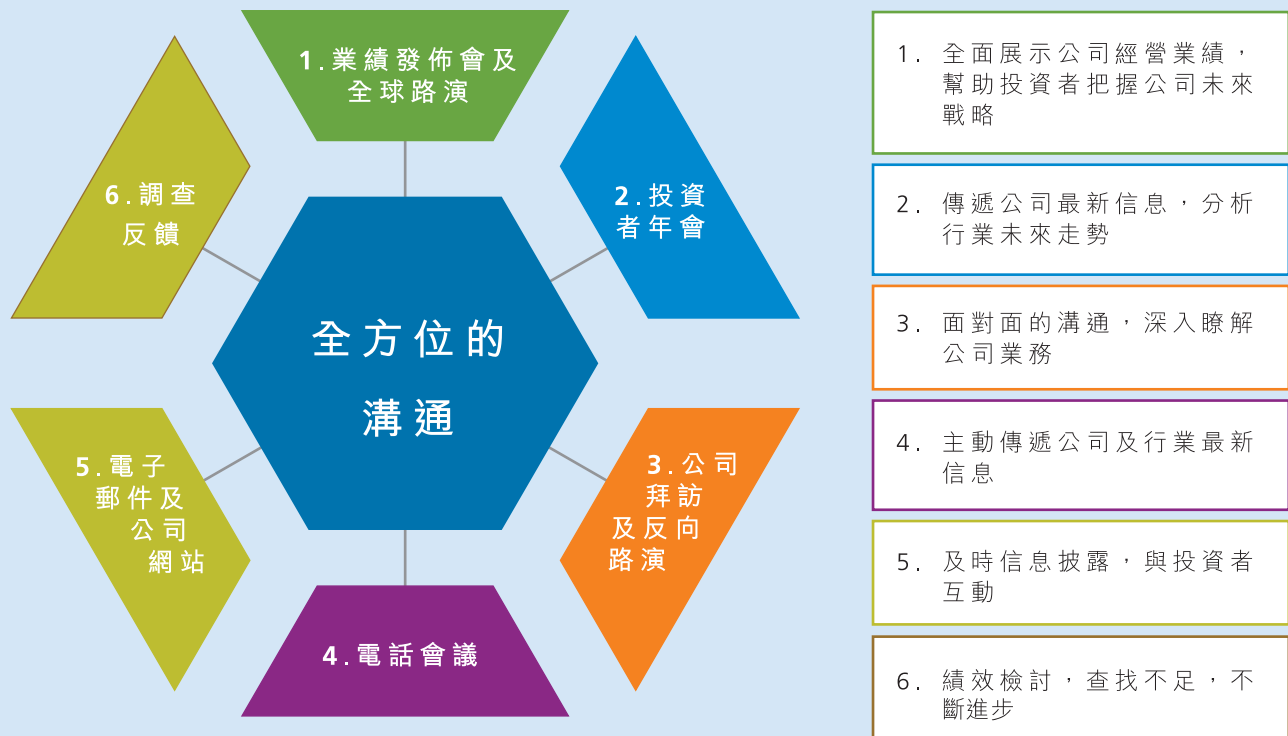 1.業績發佈會及
全球路演
2.投資
者年會
3.公司
拜訪
及反向
路演
4.電話會議
5.電子
郵件及
公司
網站
6.調查
反饋
全方位的
溝通
1. 全面展示公司經營業績，
幫助投資者把握公司未來
戰略
2. 傳遞公司最新信息，分析
行業未來走勢
3. 面對面的溝通，深入瞭解
公司業務
4. 主動傳遞公司及行業最新
信息
5. 及時信息披露，與投資者
互動
6. 績效檢討，查找不足，不
斷進步